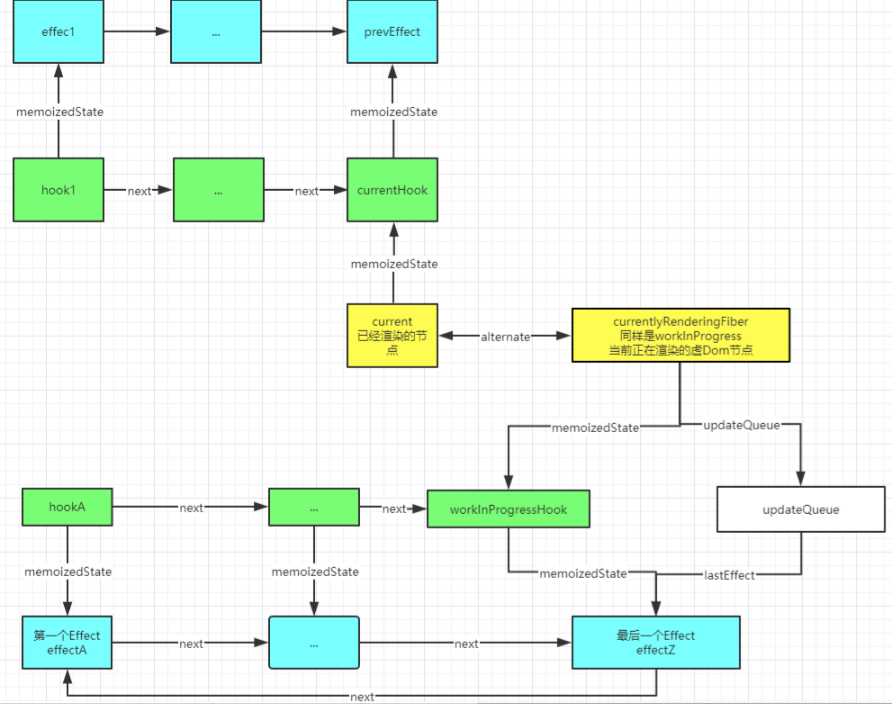 effec1
...
prevEffect
memoizedState
memoizedState
hook1
next
...
next
currentHook
memoizedState
current
已经渲染的节
点
alternate
currentlyRenderingFiber
同样是workInProgress
当前正在渲染的虚Dom节点
memoizedState
updateQueue
hookA
next
...
next
workInProgressHook
updateQueue
memoizedState
memoizedState
memoizedState
lastEffect
第一个Effect
effectA
next
...
next
最后一个Effect
effectZ
next